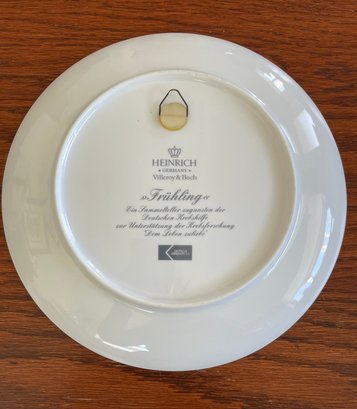 HEINRICH
• GERMANY •
Villeroy & Boch
»Frühling«
Ein Sammelteller zugunsten der
Deutschen Krebshilfe
zur Unterstützung der Krebsforschung
"Dem Leben zuliebe"